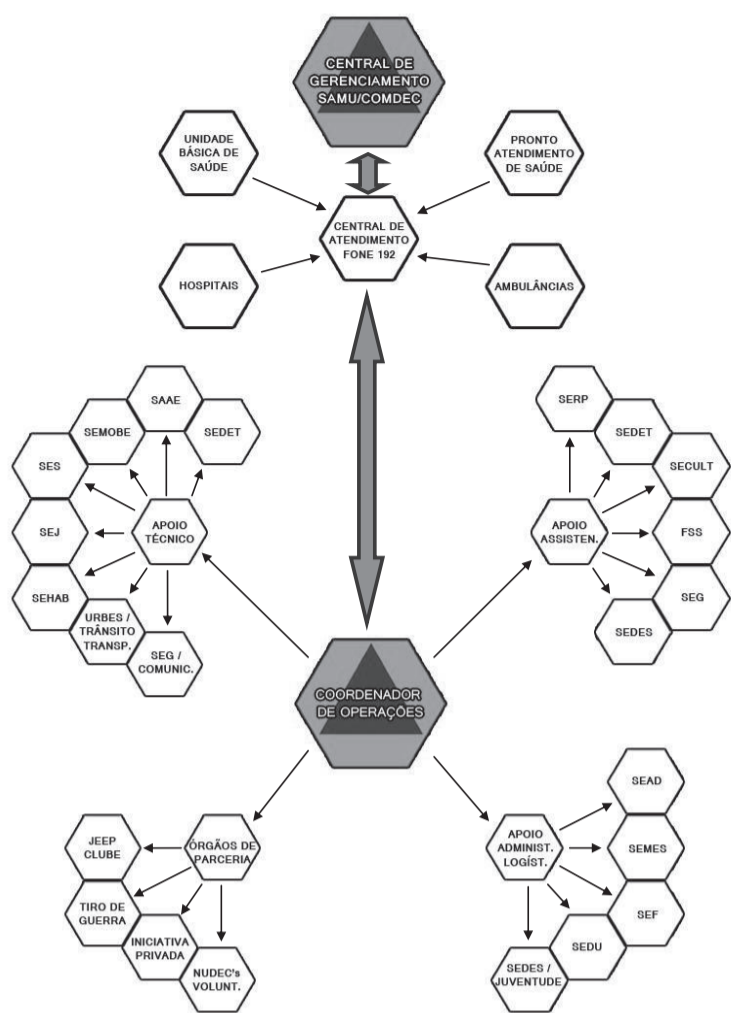 CENTRAL DE
GERENCIAMENTO
SAMU/COMDEC
UNIDADE
BÁSICA DE
SAÚDE
PRONTO
ATENDIMENTO
DE SAÚDE
CENTRAL DE
ATENDIMENTO
FONE 192
HOSPITAIS
AMBULÂNCIAS
SAAE
SEMOBE
SEDET
SES
SEJ
APOIO
TÉCNICO
SEHAB
URBES /
TRÂNSITO
TRANSP.
SEG /
COMUNIC.
SERP
SEDET
SECULT
APOIO
ASSISTEN.
FSS
SEG
SEDES
COORDENADOR
DE OPERAÇÕES
JEEP
CLUBE
ÓRGÃOS DE
PARCERIA
TIRO DE
GUERRA
INICIATIVA
PRIVADA
NUDEC's
VOLUNT.
SEAD
APOIO
ADMINIST.
LOGÍST.
SEMES
SEF
SEDU
SEDES /
JUVENTUDE